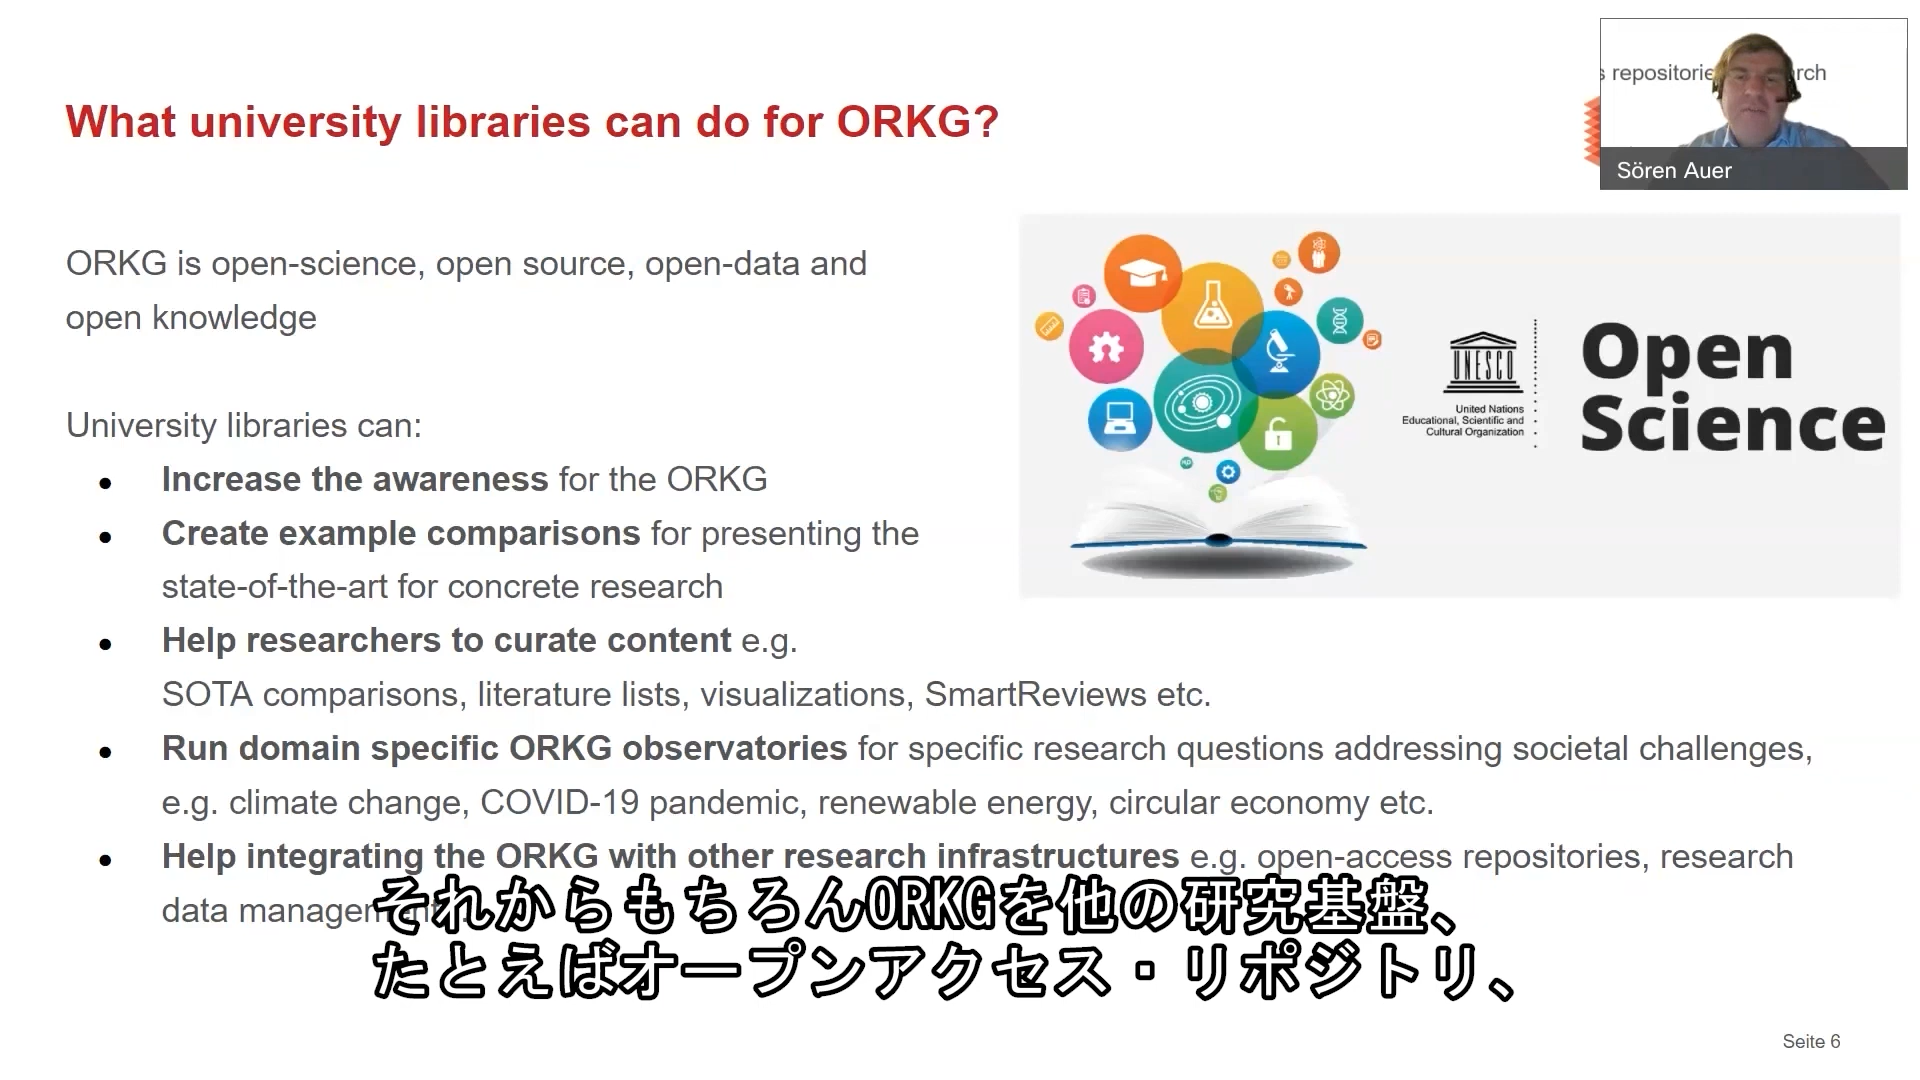 What university libraries can do for ORKG?
s repositorie
rch
Sören Auer
ORKG is open-science, open source, open-data and
open knowledge
UNESCO
United Nations
Educational, Scientific and
Cultural Organization
Open
Science
University libraries can:
● Increase the awareness for the ORKG
● Create example comparisons for presenting the
state-of-the-art for concrete research
● Help researchers to curate content e.g.
SOTA comparisons, literature lists, visualizations, SmartReviews etc.
● Run domain specific ORKG observatories for specific research questions addressing societal challenges,
e.g. climate change, COVID-19 pandemic, renewable energy, circular economy etc.
● Help integrating the ORKG with other research infrastructures e.g. open-access repositories, research
data management
それからもちろんORKGを他の研究基盤、
たとえばオープンアクセス・リポジトリ、
Seite 6